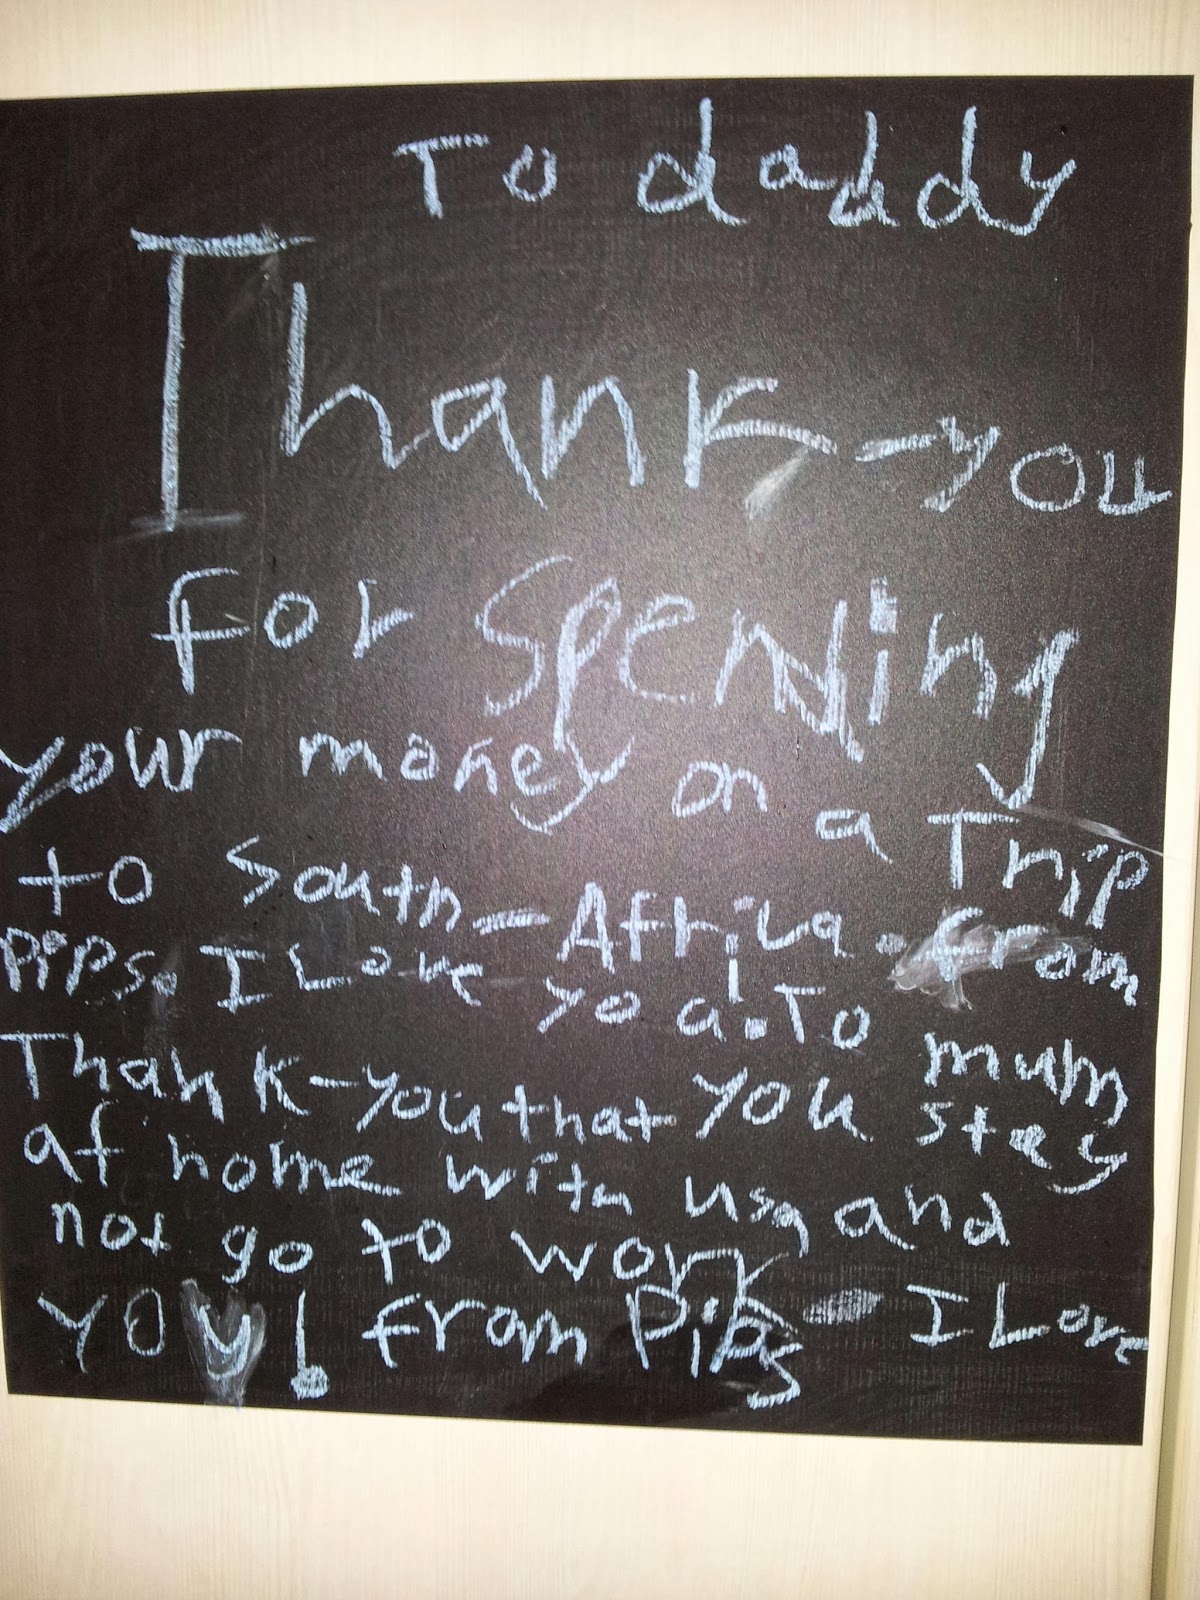 To daddy
Thank-you
for Spending
your money on a Trip
to South-Africa. from
Pips. I Love you! To mum
Thank-you that you stey
at home with us, and
not go to work
you! from Pips I Love